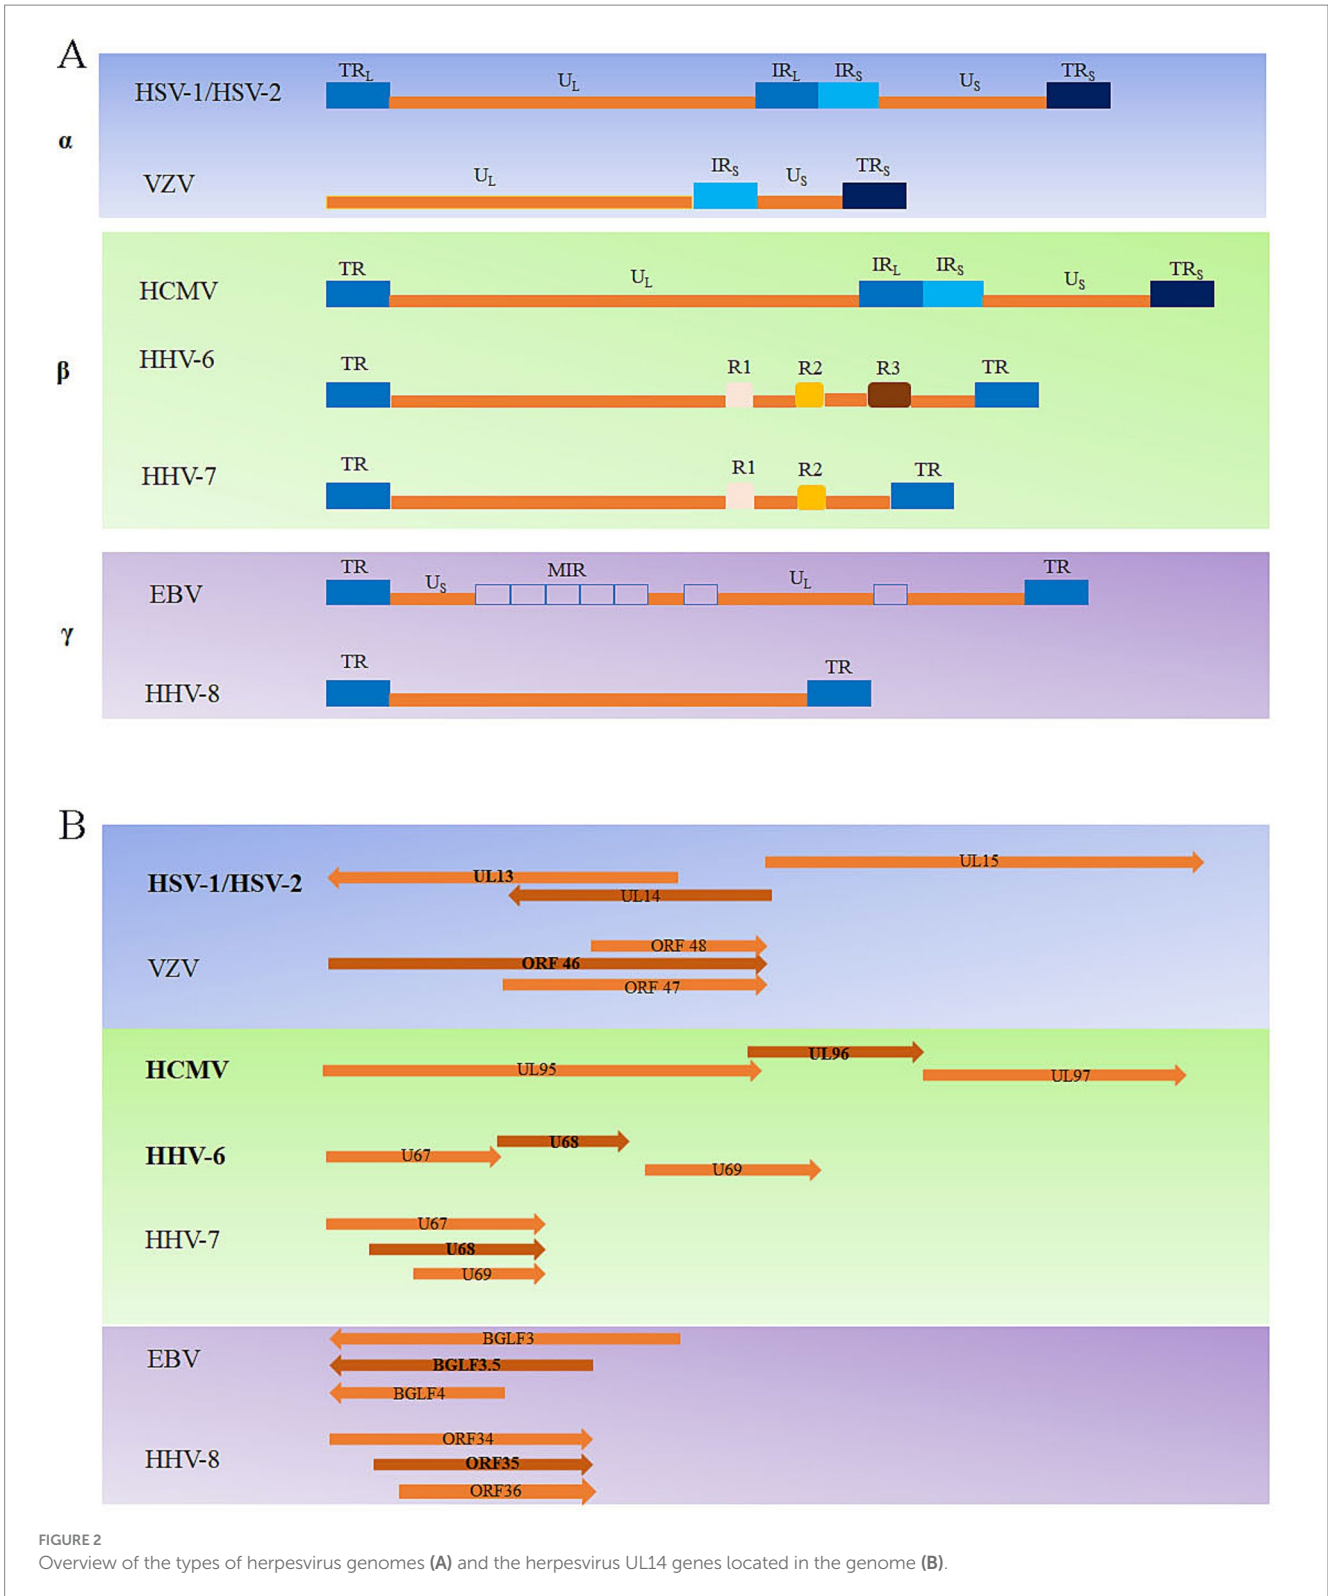 A
α
HSV-1/HSV-2
TRL
UL
IRL
IRS
US
TRS
VZV
UL
IRS
US
TRS
β
HCMV
TR
UL
IRL
IRS
US
TRS
HHV-6
TR
R1
R2
R3
TR
HHV-7
TR
R1
R2
TR
γ
EBV
TR
US
MIR
UL
TR
HHV-8
TR
TR
B
HSV-1/HSV-2
UL13
UL14
UL15
VZV
ORF 48
ORF 46
ORF 47
HCMV
UL95
UL96
UL97
HHV-6
U67
U68
U69
HHV-7
U67
U68
U69
EBV
BGLF3
BGLF3.5
BGLF4
HHV-8
ORF34
ORF35
ORF36
FIGURE 2
Overview of the types of herpesvirus genomes (A) and the herpesvirus UL14 genes located in the genome (B).